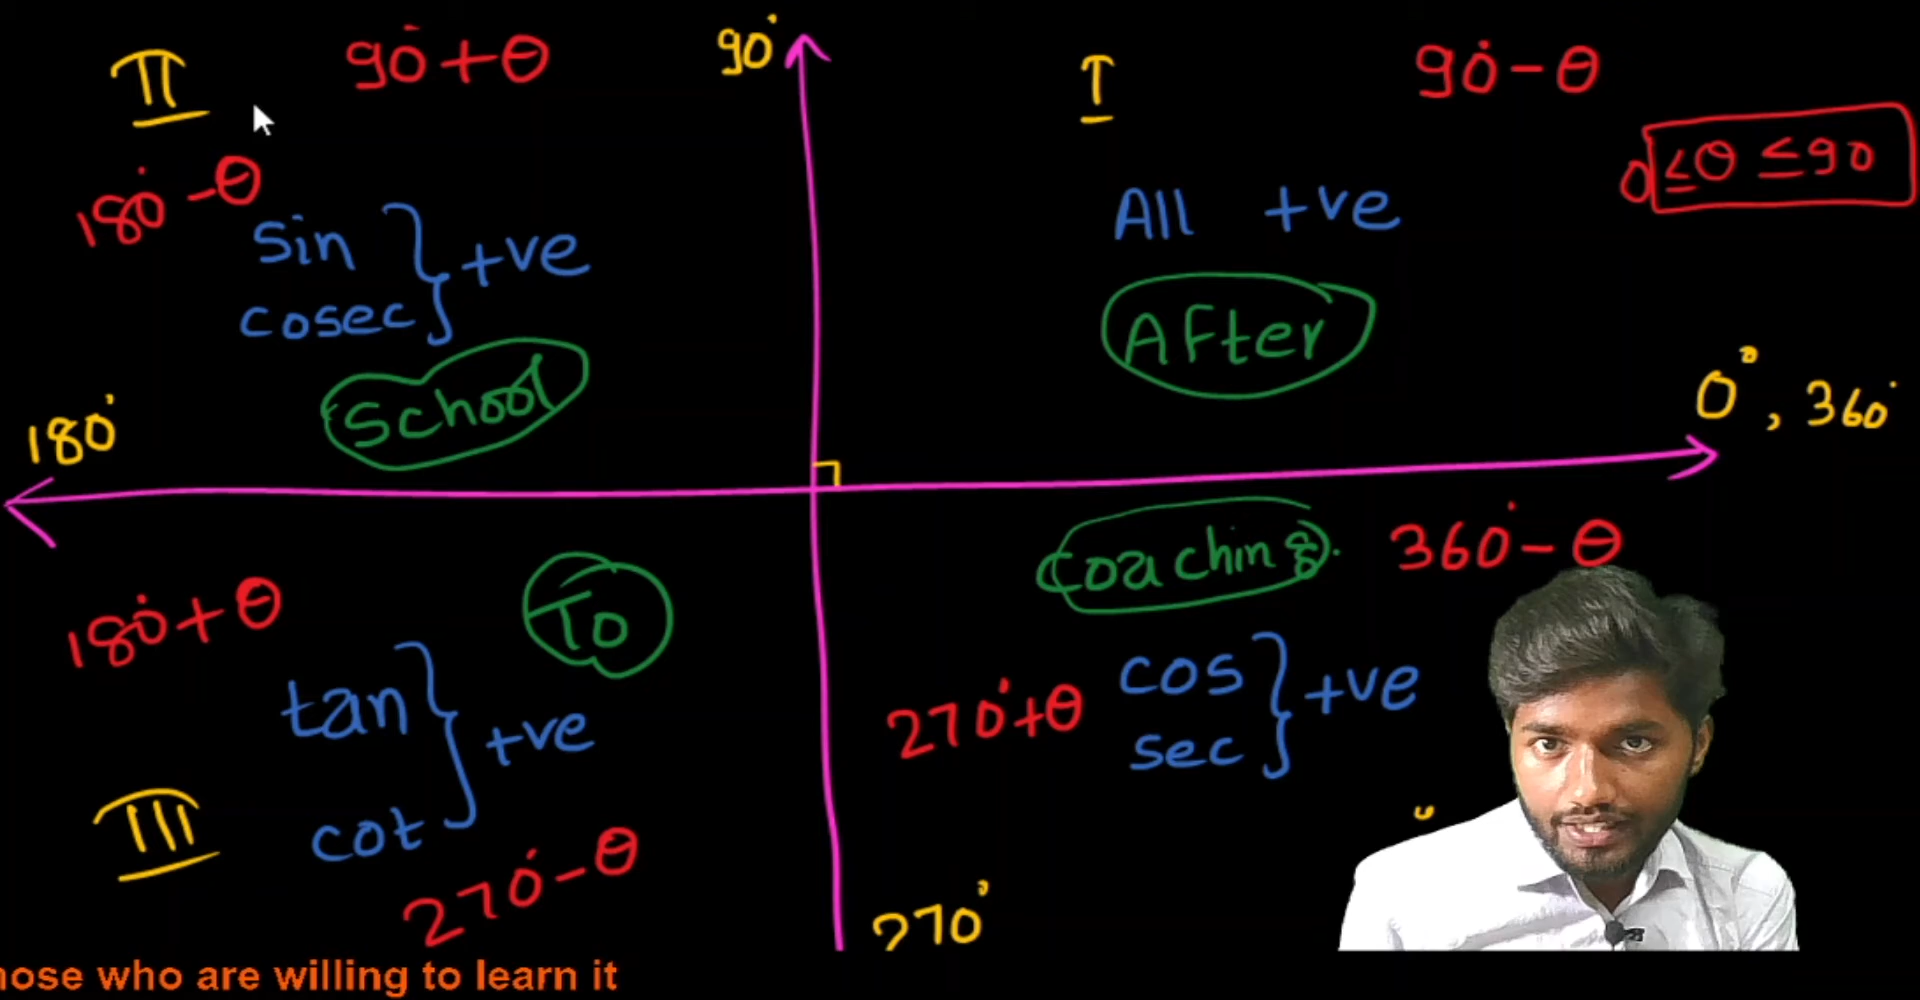 II
90°+θ
180°-θ
sin
cosec
+ve
School
180°
90°
I
90°-θ
0≤θ≤90
All +ve
After
0°, 360°
180°+θ
To
tan
cot
+ve
III
270°-θ
Coaching.
360°-θ
270°+θ
cos
sec
+ve
270°
hose who are willing to learn it